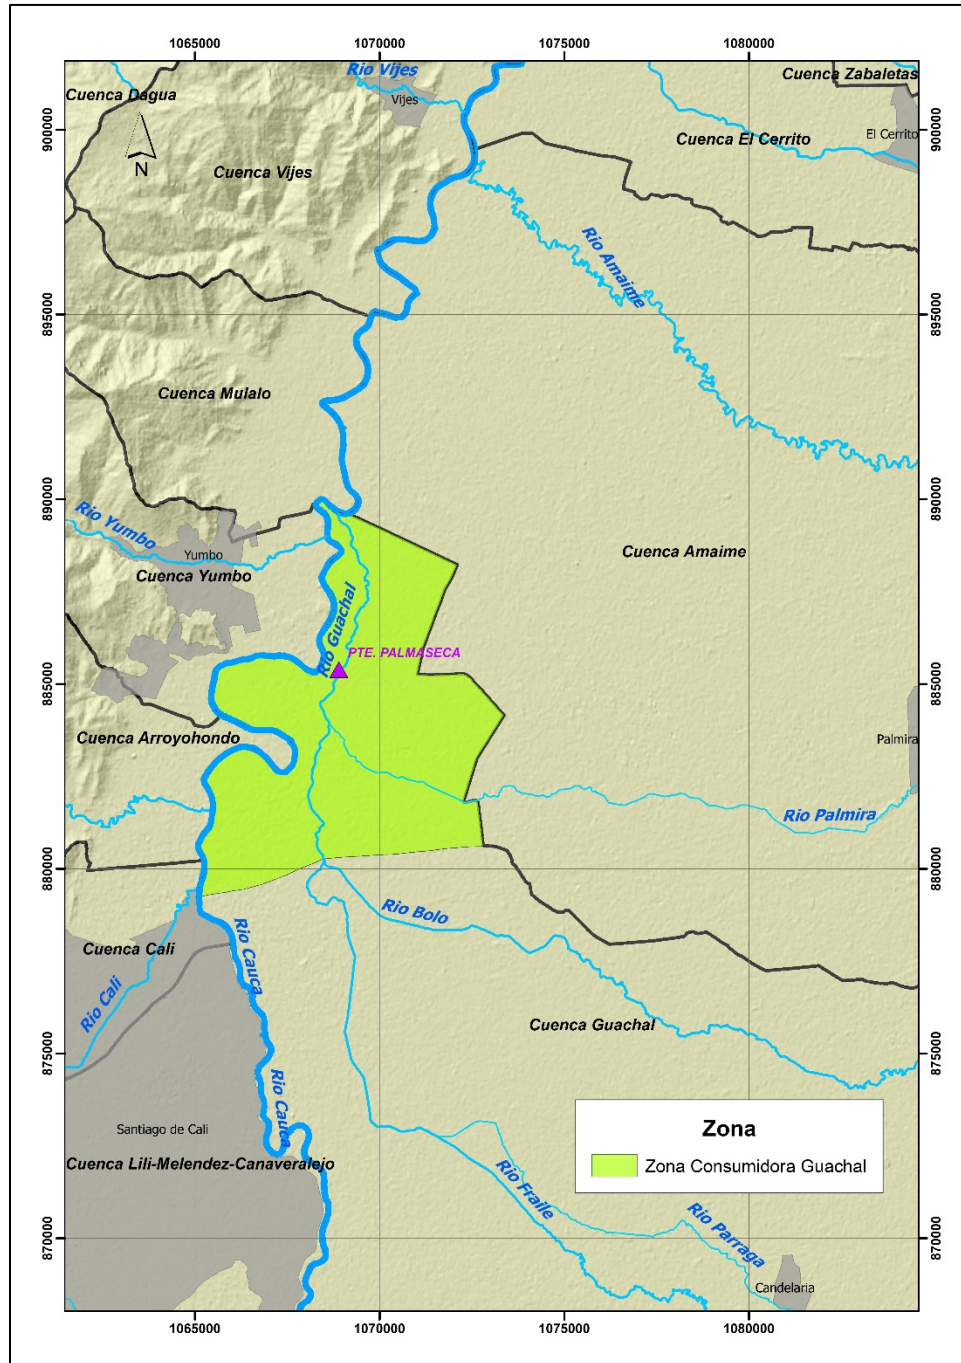 1065000
1070000
1075000
1080000
Rio Vijes
Cuenca Zabaletas
Cuenca Dagua
Vijes
900000
900000
El Cerrito
Cuenca El Cerrito
N
Cuenca Vijes
Rio Amaime
895000
895000
Cuenca Mulalo
890000
890000
Rio Yumbo
Yumbo
Cuenca Amaime
Cuenca Yumbo
Rio Guachal
PTE. PALMASECA
885000
885000
Cuenca Arroyohondo
Palmira
Rio Palmira
880000
880000
Rio Bolo
Cuenca Cali
Rio Cauca
Rio Cali
Cuenca Guachal
875000
875000
Rio Cauca
Santiago de Cali
Zona
Cuenca Lili-Melendez-Canaveralejo
Zona Consumidora Guachal
Rio Fraile
Rio Parraga
870000
870000
Candelaria
1065000
1070000
1075000
1080000